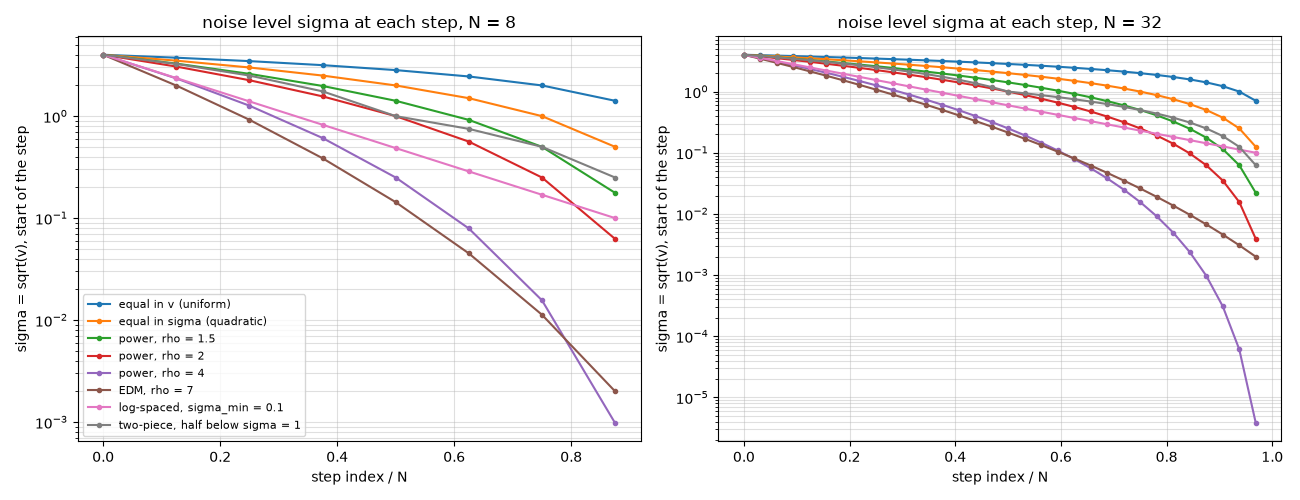 noise level sigma at each step, N = 8
sigma = sqrt(v), start of the step
10⁰
10⁻¹
10⁻²
10⁻³
equal in v (uniform)
equal in sigma (quadratic)
power, rho = 1.5
power, rho = 2
power, rho = 4
EDM, rho = 7
log-spaced, sigma_min = 0.1
two-piece, half below sigma = 1
0.0 0.2 0.4 0.6 0.8
step index / N
noise level sigma at each step, N = 32
sigma = sqrt(v), start of the step
10⁰
10⁻¹
10⁻²
10⁻³
10⁻⁴
10⁻⁵
0.0 0.2 0.4 0.6 0.8 1.0
step index / N